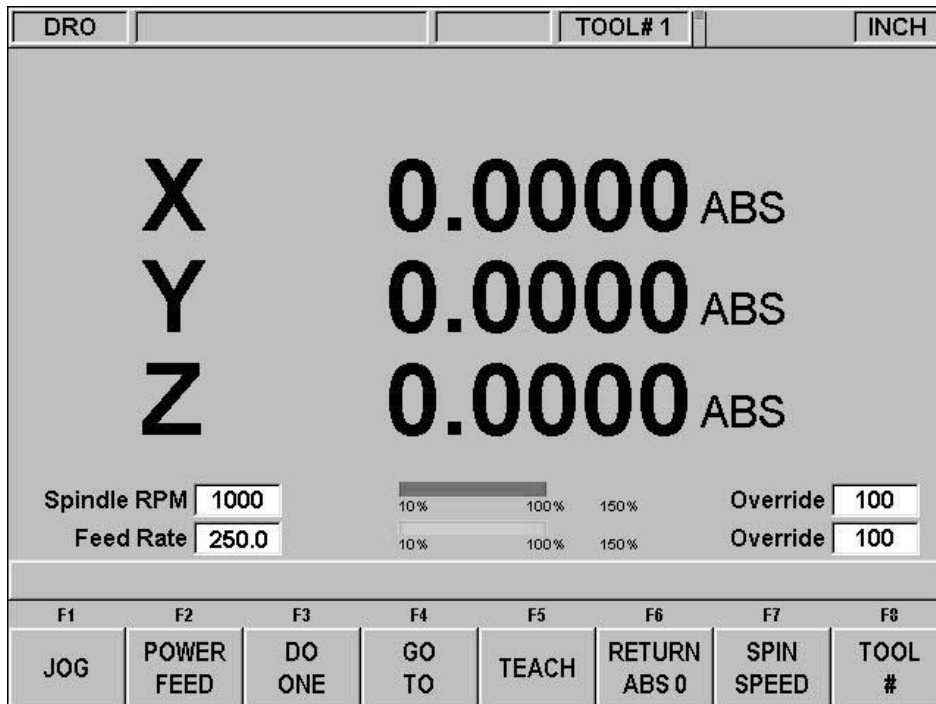 DRO TOOL# 1 INCH
X 0.0000 ABS
Y 0.0000 ABS
Z 0.0000 ABS
Spindle RPM 1000 10% 100% 150% Override 100
Feed Rate 250.0 10% 100% 150% Override 100
F1 F2 F3 F4 F5 F6 F7 F8
JOG POWER FEED DO ONE GO TO TEACH RETURN ABS 0 SPIN SPEED TOOL #